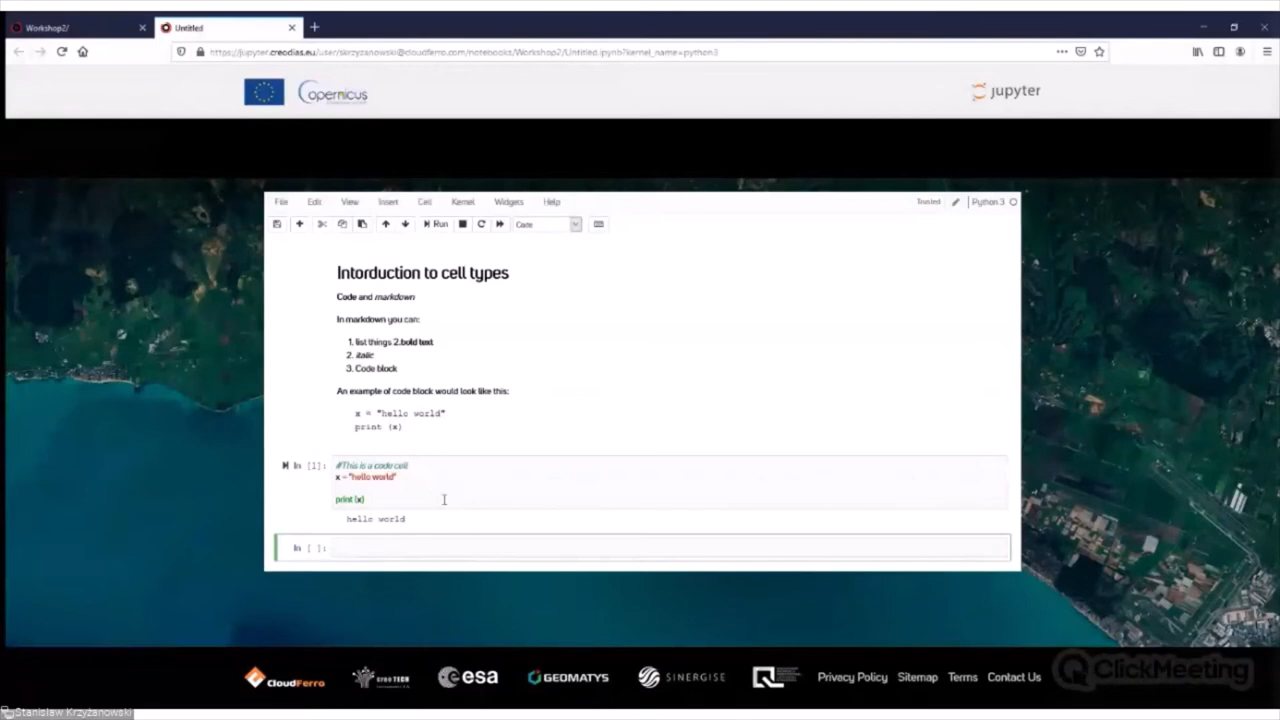 Workshop2/
Untitled
https://jupyter.creodias.eu/user/skrzyzanowski@cloudferro.com/notebooks/Workshop2/Untitled.ipynb?kernel_name=python3
opernicus
jupyter
File Edit View Insert Cell Kernel Widgets Help
Trusted Python 3
Run Code
Intorduction to cell types
Code and markdown
In markdown you can:
1. list things 2.bold text
2. italic
3. Code block
An example of code block would look like this:
x = "hello world"
print (x)
In [1]:
#This is a code cell
x = "hello world"
print (x)
hello world
In [ ]:
CloudFerro
CREOTECH
esa
GEOMATYS
SINERGISE
Privacy Policy Sitemap Terms Contact Us
ClickMeeting
Stanisław Krzyżanowski